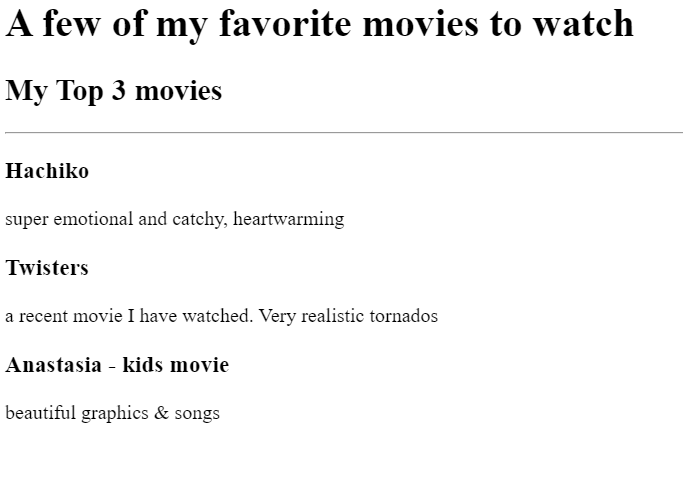 A few of my favorite movies to watch
My Top 3 movies
Hachiko
super emotional and catchy, heartwarming
Twisters
a recent movie I have watched. Very realistic tornados
Anastasia - kids movie
beautiful graphics & songs